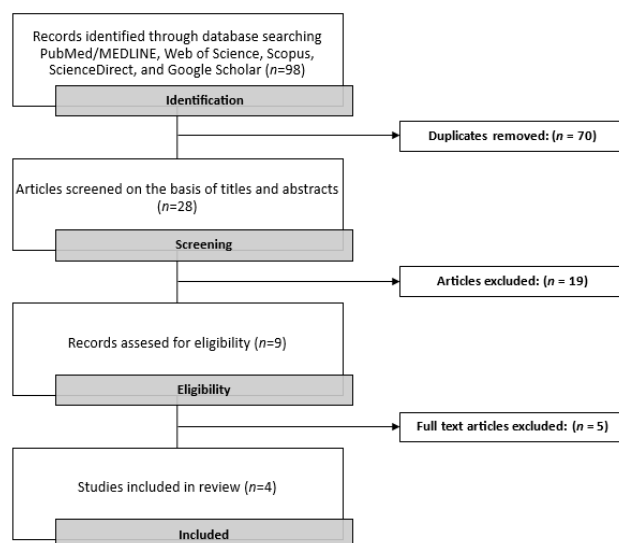 Records identified through database searching
PubMed/MEDLINE, Web of Science, Scopus,
ScienceDirect, and Google Scholar (n=98)
Identification
Duplicates removed: (n = 70)
Articles screened on the basis of titles and abstracts
(n=28)
Screening
Articles excluded: (n = 19)
Records assesed for eligibility (n=9)
Eligibility
Full text articles excluded: (n = 5)
Studies included in review (n=4)
Included